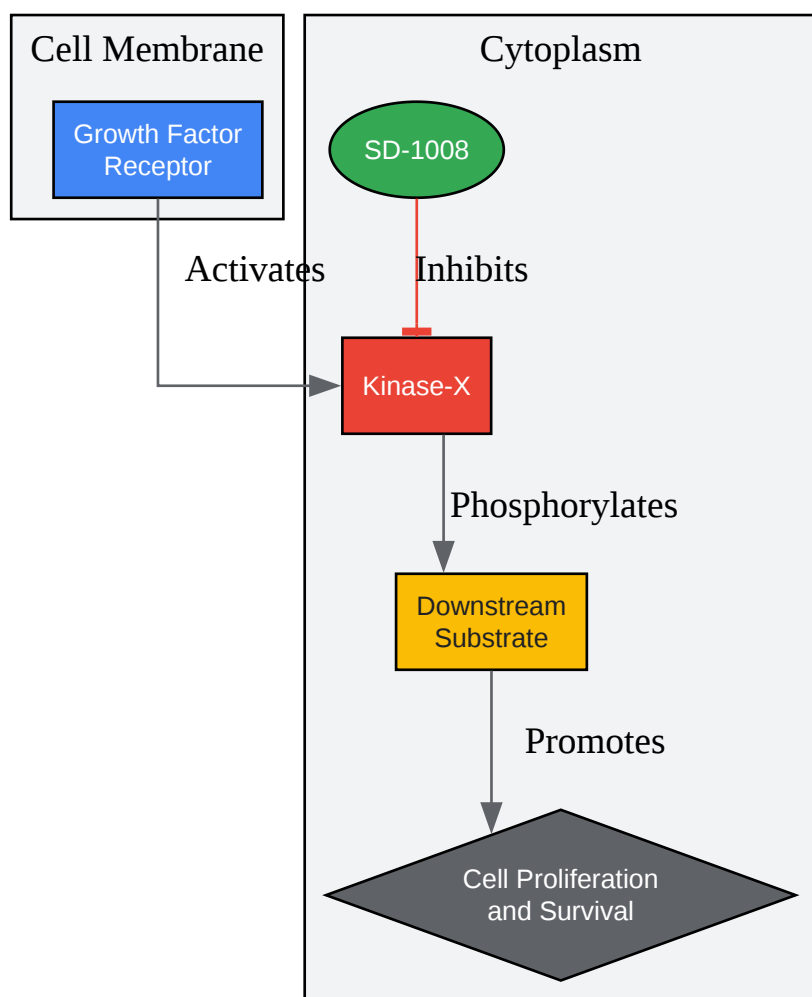 Cell Membrane
Cytoplasm
Growth Factor
Receptor
SD-1008
Activates
Inhibits
Kinase-X
Phosphorylates
Downstream
Substrate
Promotes
Cell Proliferation
and Survival